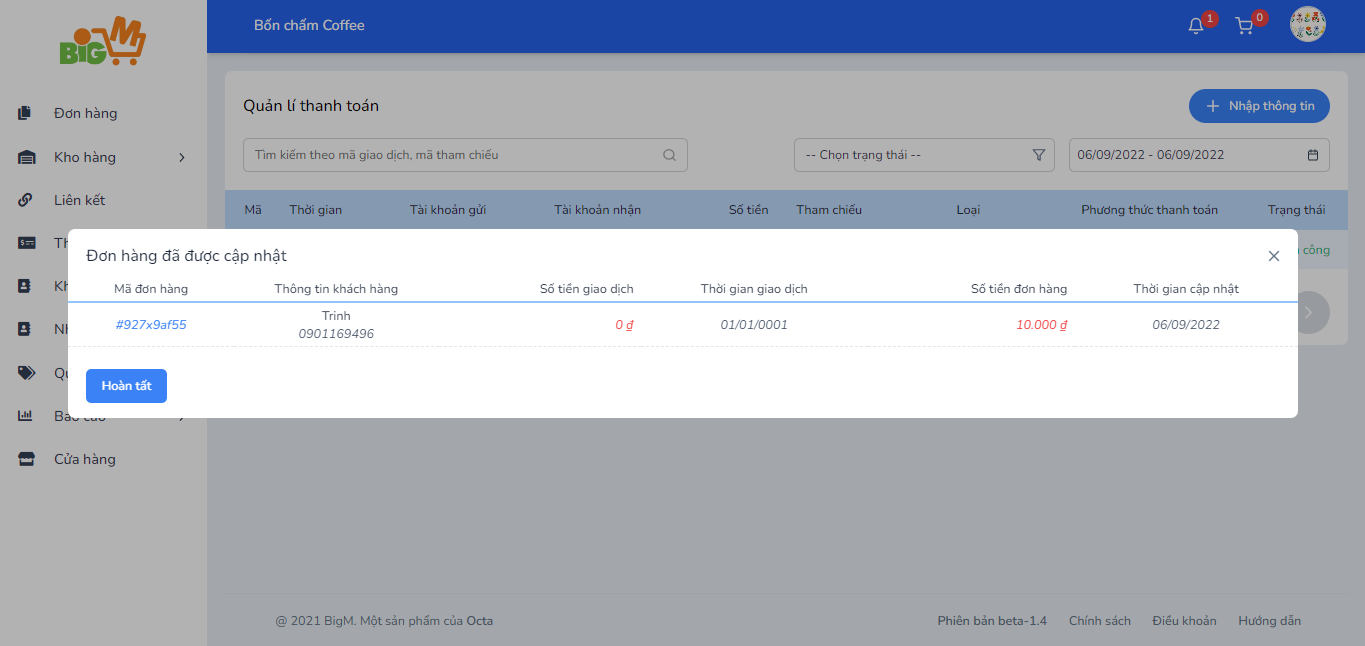 BiG M
Bốn chấm Coffee
1
0
Đơn hàng
Kho hàng
Liên kết
Quản lí thanh toán
Nhập thông tin
Tìm kiếm theo mã giao dịch, mã tham chiếu
-- Chọn trạng thái --
06/09/2022 - 06/09/2022
Mã Thời gian Tài khoản gửi Tài khoản nhận Số tiền Tham chiếu Loại Phương thức thanh toán Trạng thái
công
Đơn hàng đã được cập nhật
Mã đơn hàng Thông tin khách hàng Số tiền giao dịch Thời gian giao dịch Số tiền đơn hàng Thời gian cập nhật
#927x9af55 Trinh 0 ₫ 01/01/0001 10.000 ₫ 06/09/2022
0901169496
Hoàn tất
Báo cáo
Cửa hàng
@ 2021 BigM. Một sản phẩm của Octa
Phiên bản beta-1.4 Chính sách Điều khoản Hướng dẫn